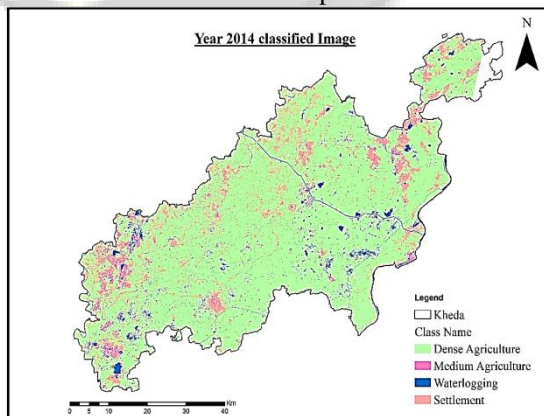 Year 2014 classified Image
N
Legend
Kheda
Class Name
Dense Agriculture
Medium Agriculture
Waterlogging
Settlement
Km
0 5 10 20 30 40